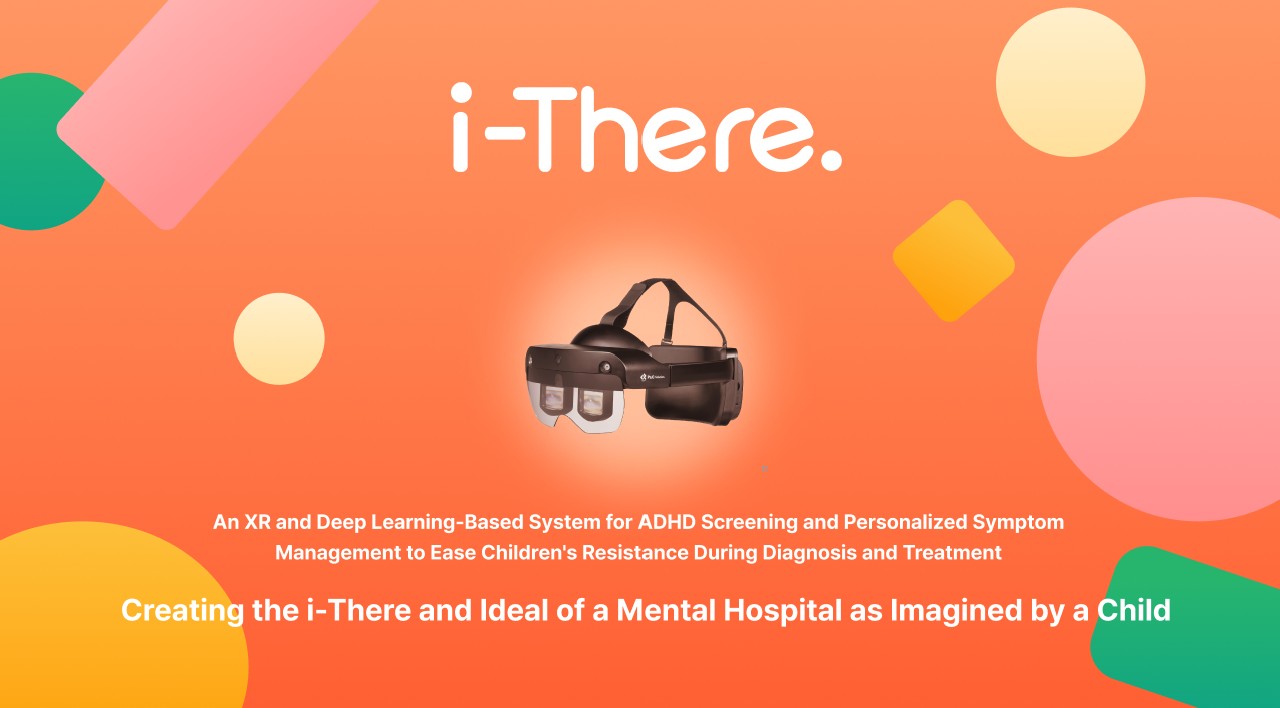 i-There.
An XR and Deep Learning-Based System for ADHD Screening and Personalized Symptom
Management to Ease Children's Resistance During Diagnosis and Treatment
Creating the i-There and Ideal of a Mental Hospital as Imagined by a Child